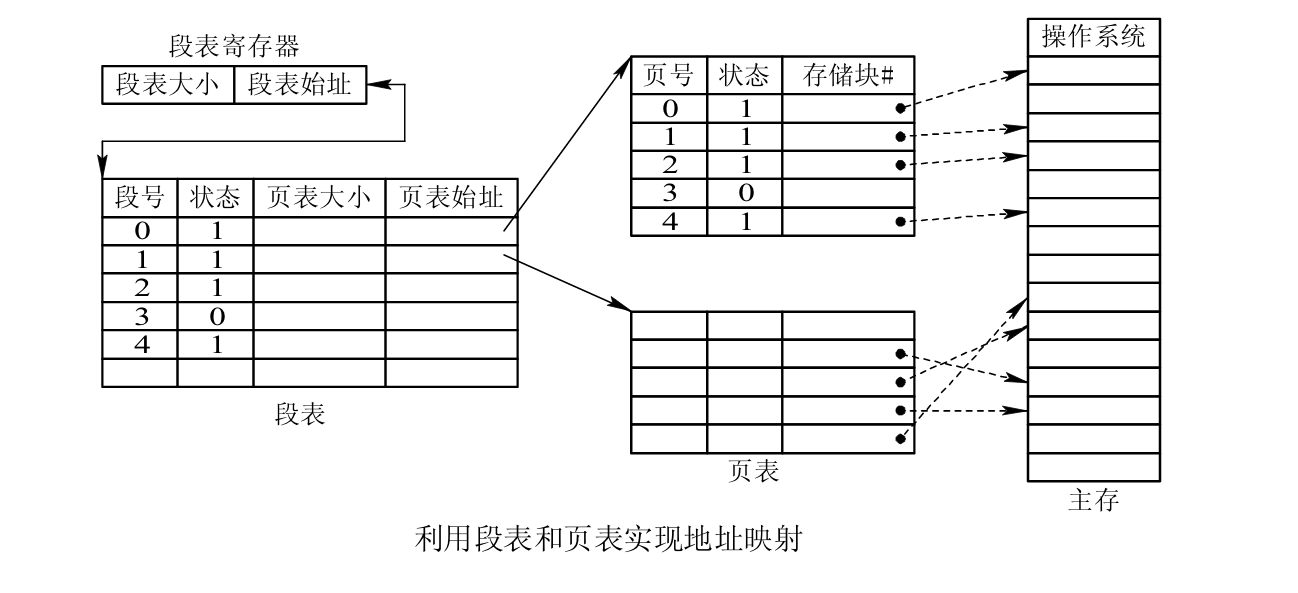 段表寄存器
段表大小 段表始址
段号 状态 页表大小 页表始址
0 1
1 1
2 1
3 0
4 1
段表
页号 状态 存储块#
0 1
1 1
2 1
3 0
4 1
页表
操作系统
主存
利用段表和页表实现地址映射